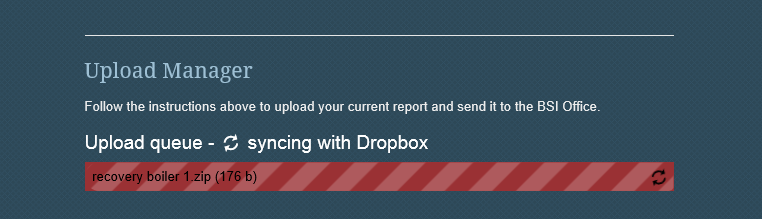 Upload Manager
Follow the instructions above to upload your current report and send it to the BSI Office.
Upload queue - syncing with Dropbox
recovery boiler 1.zip (176 b)